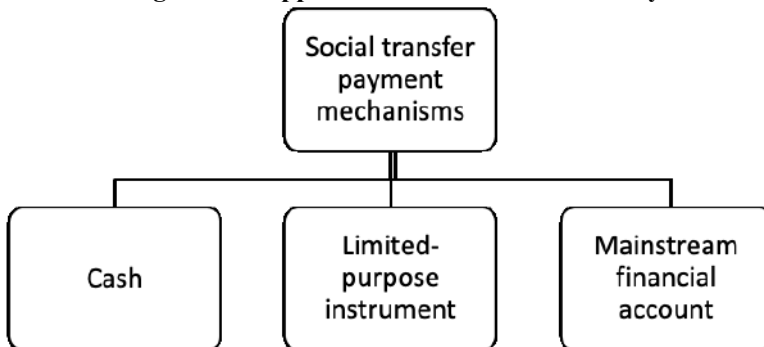 Social transfer
payment
mechanisms
Cash
Limited-
purpose
instrument
Mainstream
financial
account